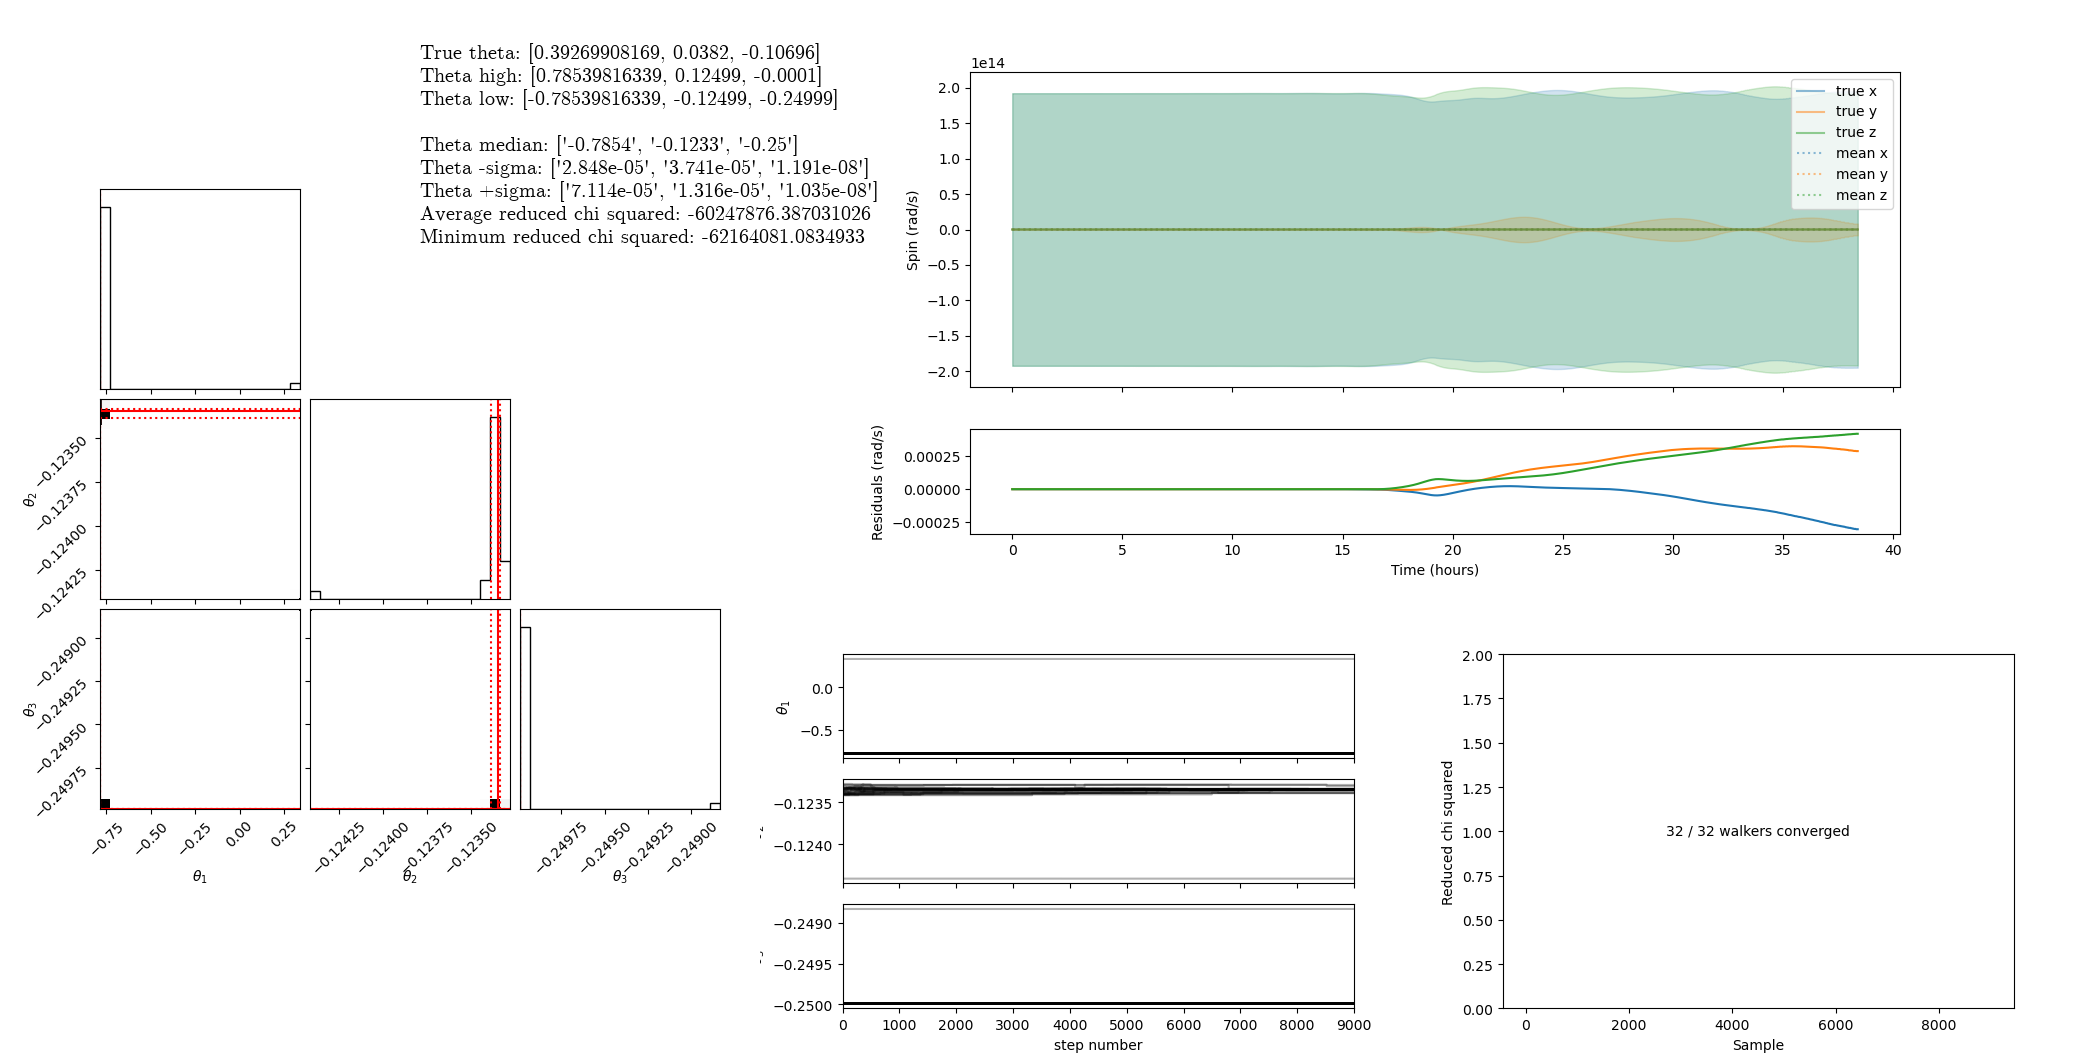 True theta: [0.39269908169, 0.0382, -0.10696]
Theta high: [0.78539816339, 0.12499, -0.0001]
Theta low: [-0.78539816339, -0.12499, -0.24999]
Theta median: ['-0.7854', '-0.1233', '-0.25']
Theta -sigma: ['2.848e-05', '3.741e-05', '1.191e-08']
Theta +sigma: ['7.114e-05', '1.316e-05', '1.035e-08']
Average reduced chi squared: -60247876.387031026
Minimum reduced chi squared: -62164081.0834933
θ2
−0.12350
−0.12375
−0.12400
−0.12425
θ3
−0.24900
−0.24925
−0.24950
−0.24975
−0.75
−0.50
−0.25
0.00
0.25
θ1
−0.12425
−0.12400
−0.12375
−0.12350
θ2
−0.24975
−0.24950
−0.24925
−0.24900
θ3
1e14
Spin (rad/s)
2.0
1.5
1.0
0.5
0.0
−0.5
−1.0
−1.5
−2.0
true x
true y
true z
mean x
mean y
mean z
Residuals (rad/s)
0.00025
0.00000
−0.00025
0
5
10
15
20
25
30
35
40
Time (hours)
θ1
0.0
−0.5
−0.1235
−0.1240
−0.2490
−0.2495
−0.2500
0
1000
2000
3000
4000
5000
6000
7000
8000
9000
step number
Reduced chi squared
2.00
1.75
1.50
1.25
1.00
0.75
0.50
0.25
0.00
32 / 32 walkers converged
0
2000
4000
6000
8000
Sample